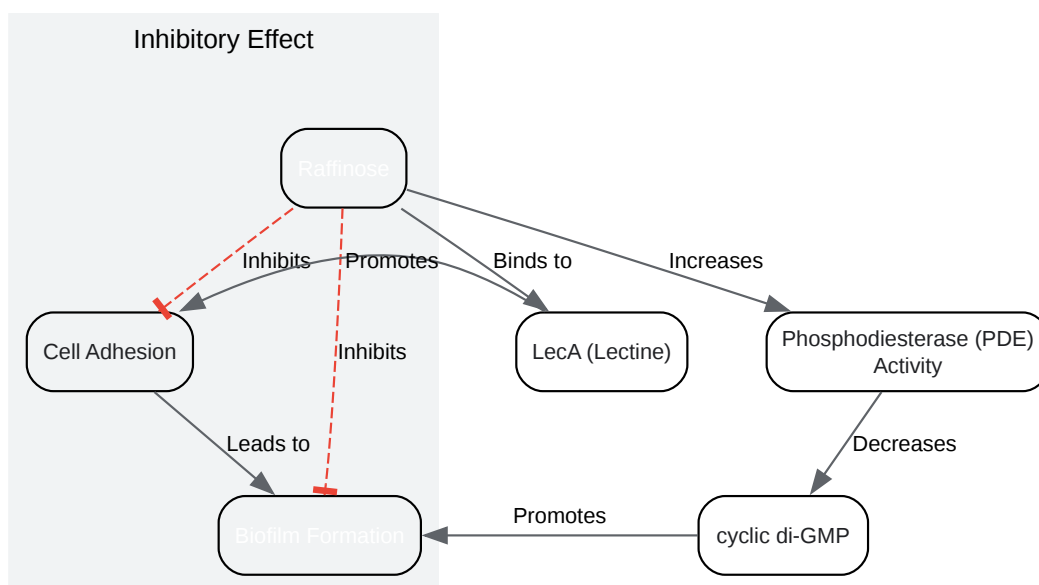 Inhibitory Effect
Raffinose
Inhibits
Promotes
Binds to
Increases
Cell Adhesion
Inhibits
LecA (Lectine)
Phosphodiesterase (PDE)
Activity
Leads to
Decreases
Biofilm Formation
Promotes
cyclic di-GMP